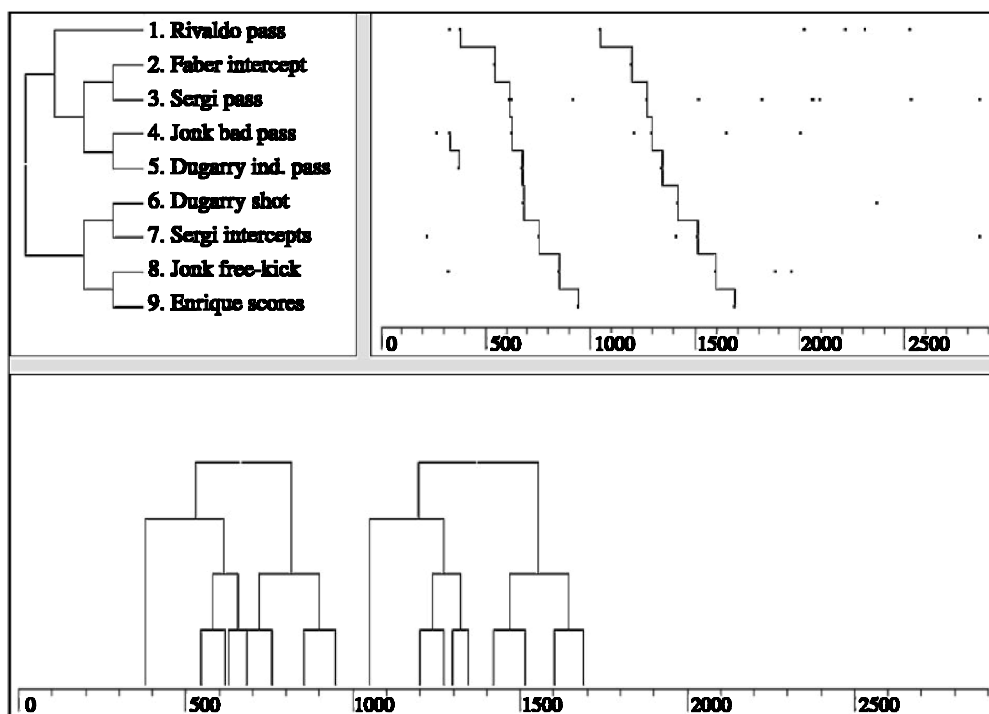 1. Rivaldo pass
2. Faber intercept
3. Sergi pass
4. Jonk bad pass
5. Dugarry ind. pass
6. Dugarry shot
7. Sergi intercepts
8. Jonk free-kick
9. Enrique scores
0 500 1000 1500 2000 2500
0 500 1000 1500 2000 2500